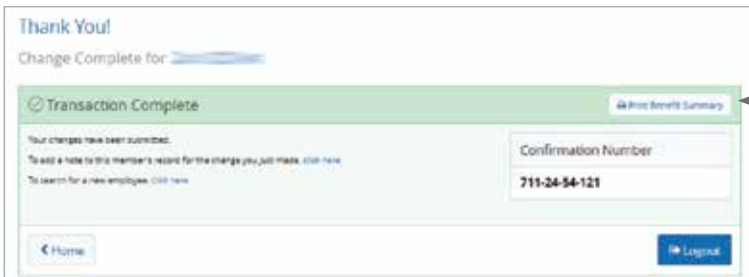 Thank You!
Change Complete for
Transaction Complete
Print Benefit Summary
Your changes have been submitted.
To add a note to this member's record for the change you just made, click here
To search for a new employee, click here
Confirmation Number
711-24-54-121
Home
Logout